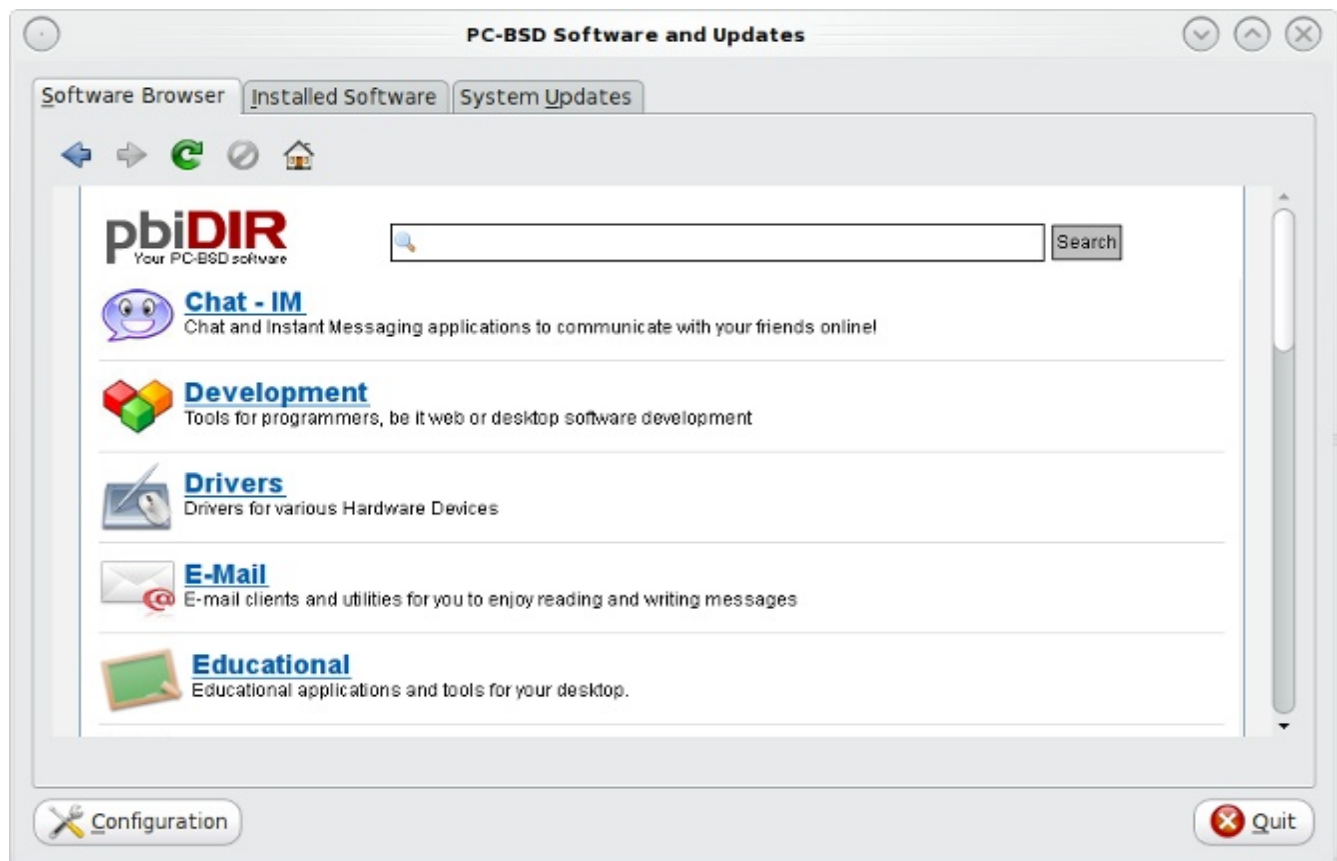 PC-BSD Software and Updates
Software Browser Installed Software System Updates
pbiDIR
Your PC-BSD software
Search
Chat - IM
Chat and Instant Messaging applications to communicate with your friends online!
Development
Tools for programmers, be it web or desktop software development
Drivers
Drivers for various Hardware Devices
E-Mail
E-mail clients and utilities for you to enjoy reading and writing messages
Educational
Educational applications and tools for your desktop.
Configuration Quit